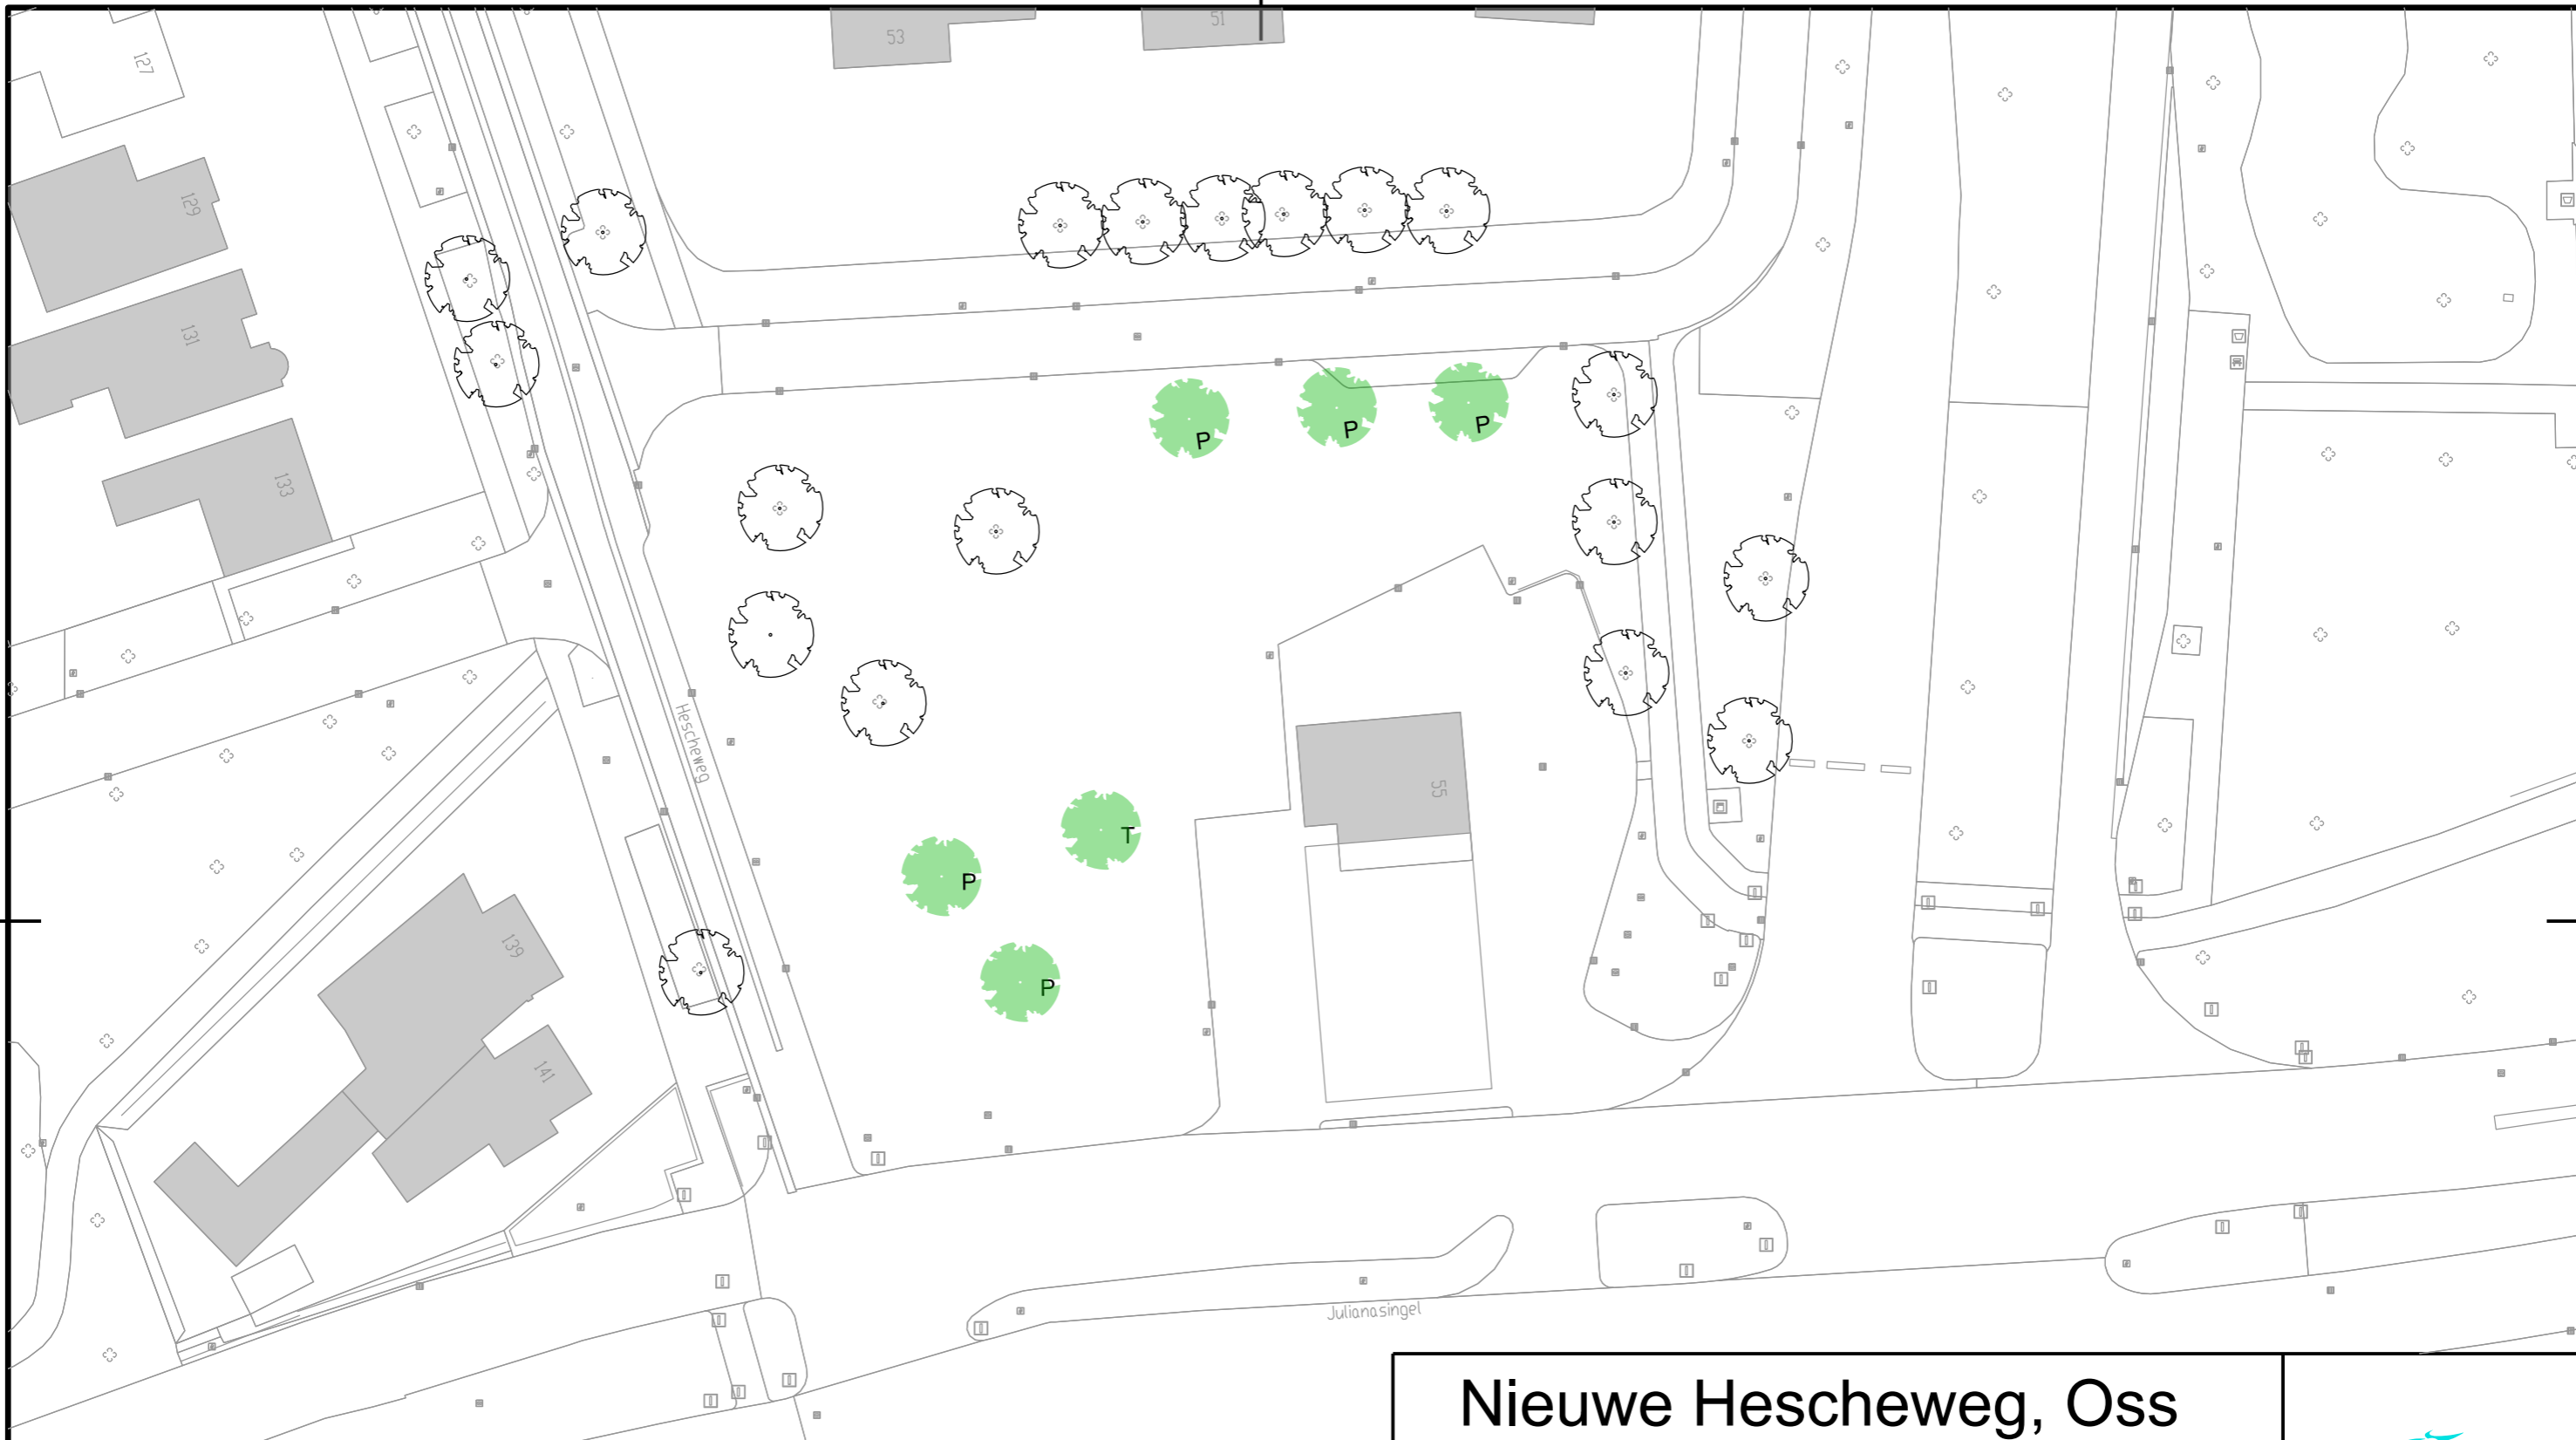 53
51
127
129
131
133
P
P
P
Hescheweg
55
T
P
139
P
141
Julianasingel
Nieuwe Hescheweg, Oss